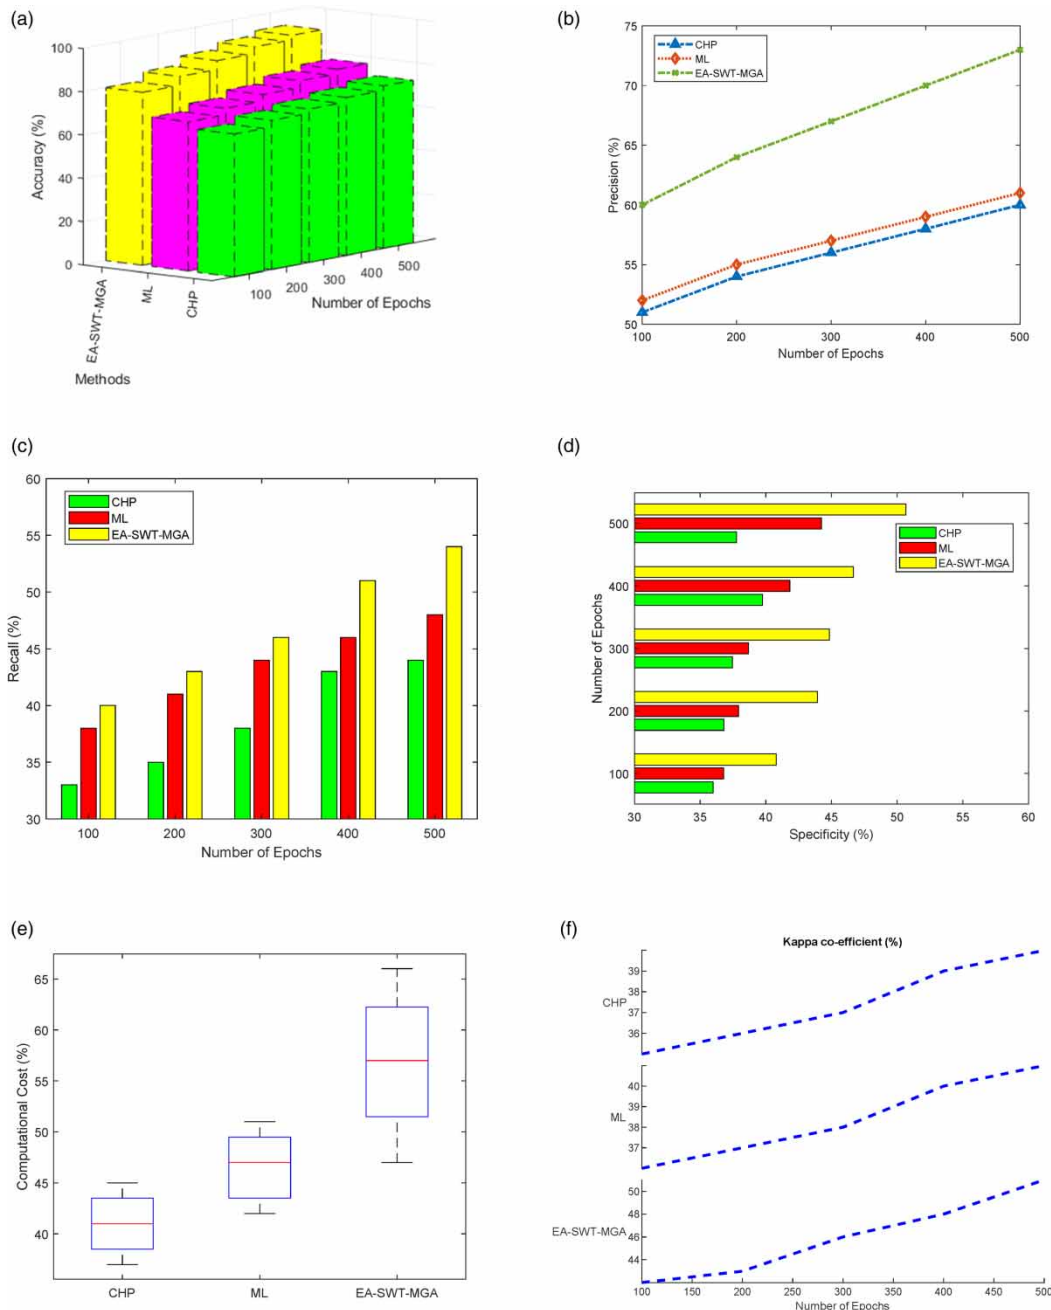 (a)
100
80
60
40
20
0
Accuracy (%)
EA-SWT-MGA
ML
CHP
Methods
100
200
300
400
500
Number of Epochs
(b)
CHP
ML
EA-SWT-MGA
75
70
65
60
55
50
Precision (%)
100 200 300 400 500
Number of Epochs
(c)
CHP
ML
EA-SWT-MGA
60
55
50
45
40
35
30
Recall (%)
100 200 300 400 500
Number of Epochs
(d)
CHP
ML
EA-SWT-MGA
500
400
300
200
100
Number of Epochs
30 35 40 45 50 55 60
Specificity (%)
(e)
65
60
55
50
45
40
Computational Cost (%)
CHP ML EA-SWT-MGA
(f)
Kappa co-efficient (%)
CHP
39
38
37
36
ML
40
39
38
37
EA-SWT-MGA
50
48
46
44
100 150 200 250 300 350 400 450 500
Number of Epochs